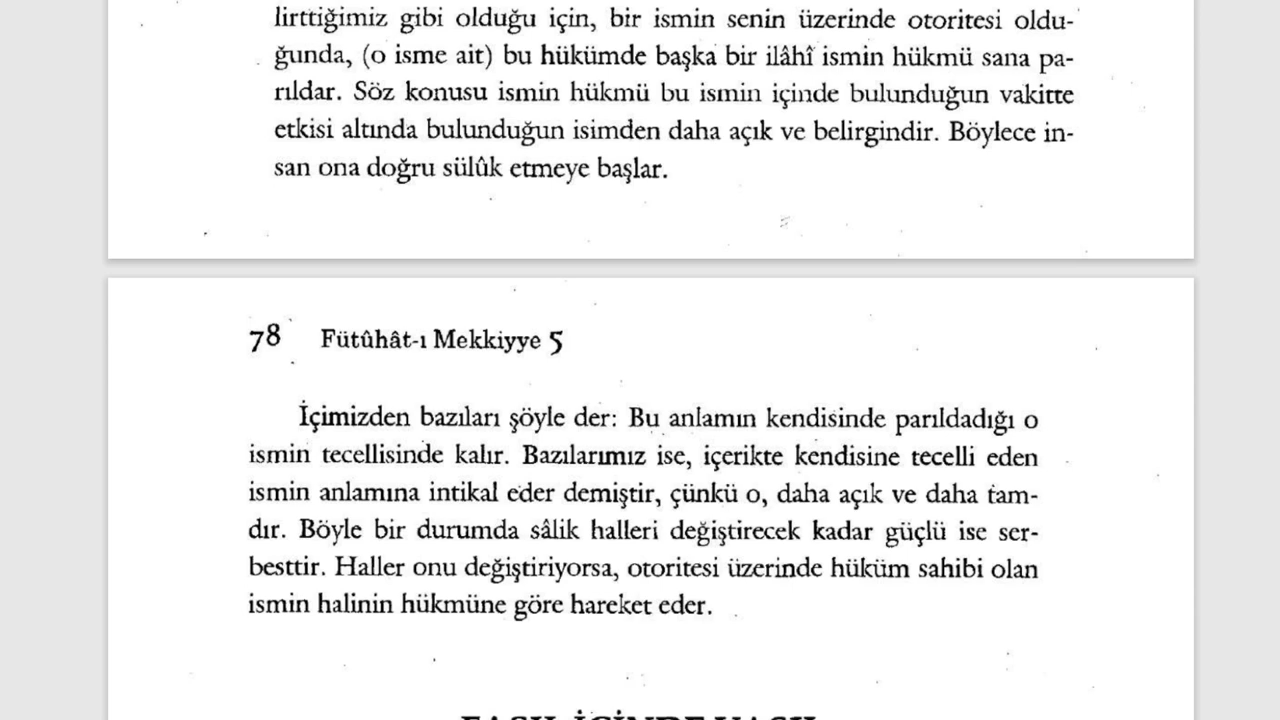 lirttiğimiz gibi olduğu için, bir ismin senin üzerinde otoritesi oldu-
ğunda, (o isme ait) bu hükümde başka bir ilâhî ismin hükmü sana pa-
rıldar. Söz konusu ismin hükmü bu ismin içinde bulunduğun vakitte
etkisi altında bulunduğun isimden daha açık ve belirgindir. Böylece in-
san ona doğru sülûk etmeye başlar.
78 Fütûhât-ı Mekkiyye 5
İçimizden bazıları şöyle der: Bu anlamın kendisinde parıldadığı o
ismin tecellisinde kalır. Bazılarımız ise, içerikte kendisine tecelli eden
ismin anlamına intikal eder demiştir, çünkü o, daha açık ve daha tam-
dır. Böyle bir durumda sâlik halleri değiştirecek kadar güçlü ise ser-
besttir. Haller onu değiştiriyorsa, otoritesi üzerinde hüküm sahibi olan
ismin halinin hükmüne göre hareket eder.
FASIL İÇİNDE VASIL